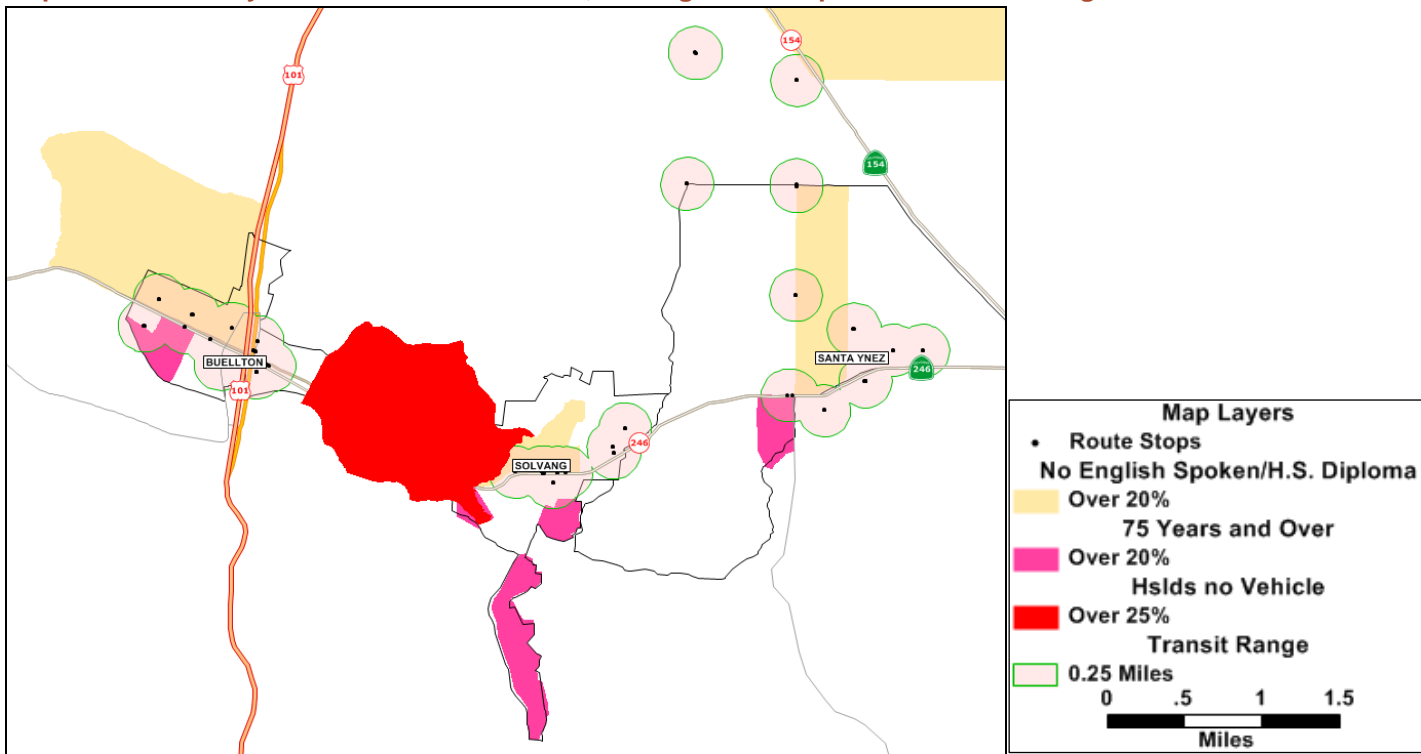 101
154
154
BUELLTON
SANTA YNEZ
246
101
246
SOLVANG
Map Layers
Route Stops
No English Spoken/H.S. Diploma
Over 20%
75 Years and Over
Over 20%
Hslds no Vehicle
Over 25%
Transit Range
0.25 Miles
0 .5 1 1.5
Miles